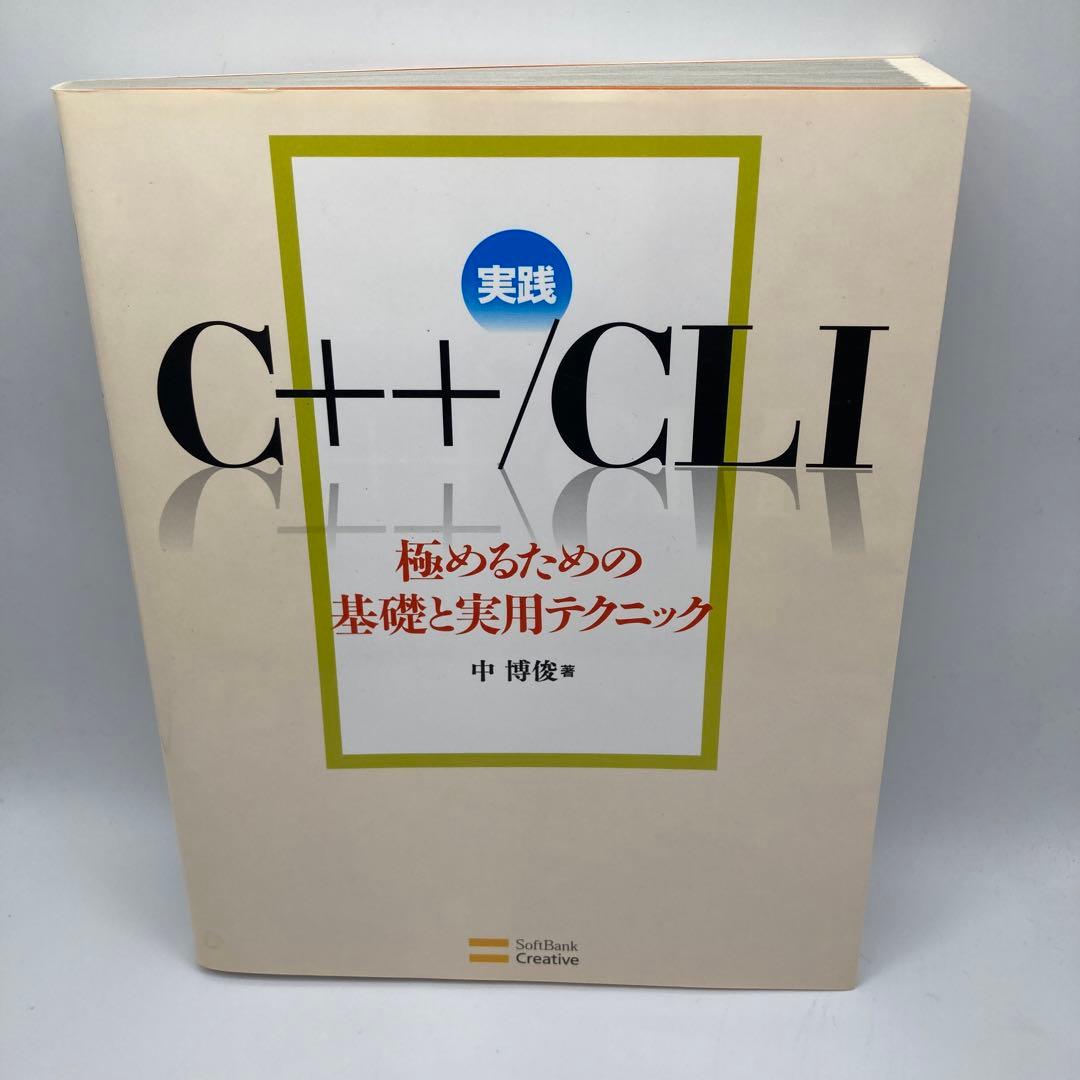 実践
C++/CLI
極めるための
基礎と実用テクニック
中 博俊 著
SoftBank
Creative